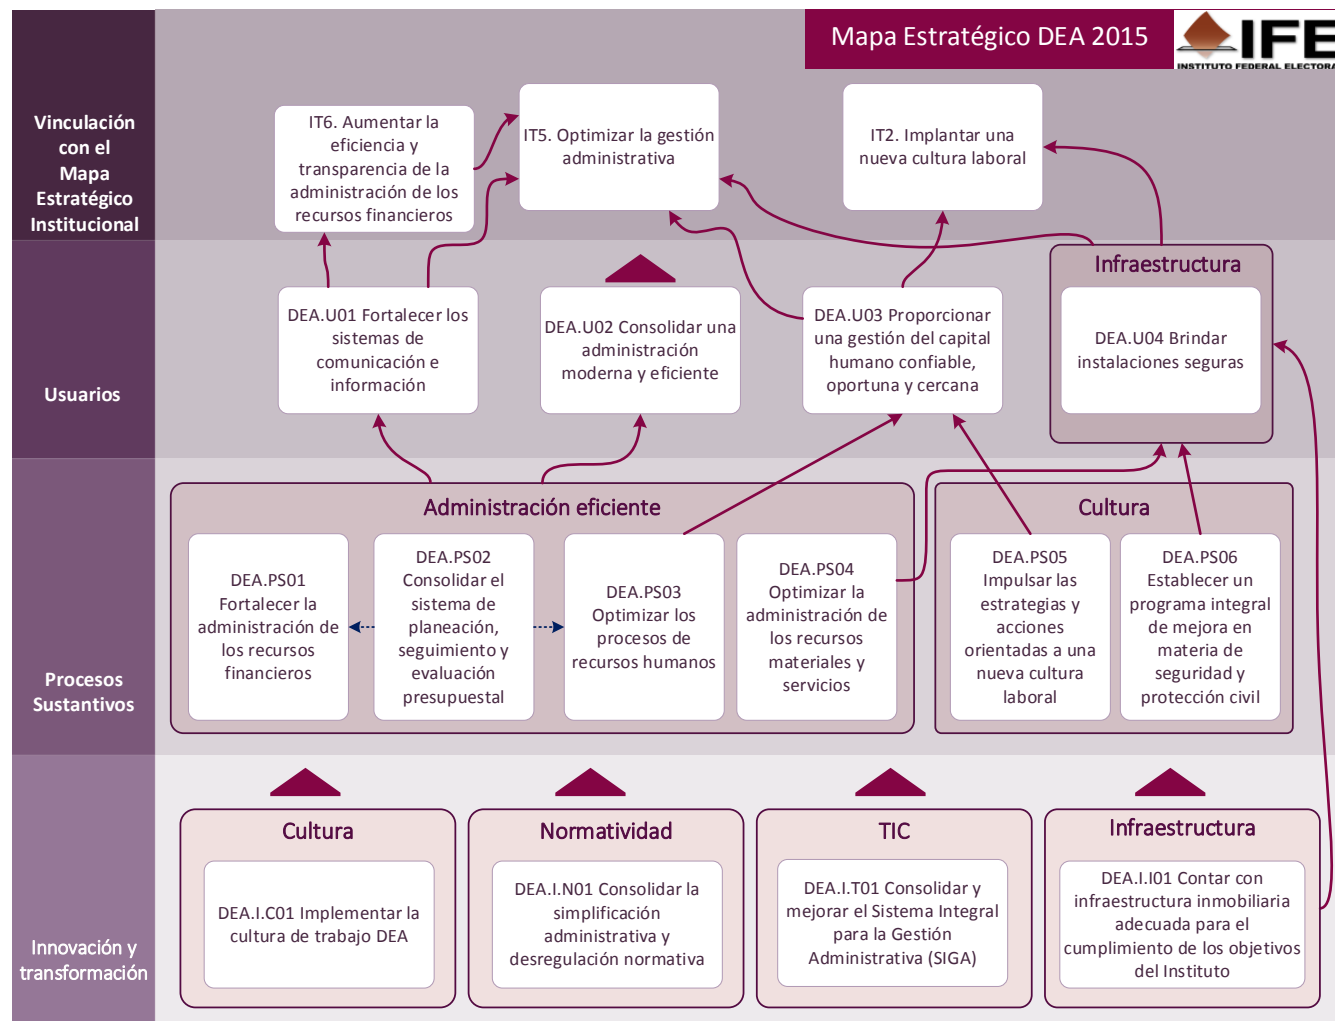 Mapa Estratégico DEA 2015
IFE
INSTITUTO FEDERAL ELECTORA
Vinculación
con el
Mapa
Estratégico
Institucional
IT6. Aumentar la
eficiencia y
transparencia de la
administración de los
recursos financieros
IT5. Optimizar la gestión
administrativa
IT2. Implantar una
nueva cultura laboral
Usuarios
DEA.U01 Fortalecer los
sistemas de
comunicación e
información
DEA.U02 Consolidar una
administración
moderna y eficiente
DEA.U03 Proporcionar
una gestión del capital
humano confiable,
oportuna y cercana
Infraestructura
DEA.U04 Brindar
instalaciones seguras
Procesos
Sustantivos
Administración eficiente
DEA.PS01
Fortalecer la
administración de
los recursos
financieros
DEA.PS02
Consolidar el
sistema de
planeación,
seguimiento y
evaluación
presupuestal
DEA.PS03
Optimizar los
procesos de
recursos humanos
DEA.PS04
Optimizar la
administración de
los recursos
materiales y
servicios
Cultura
DEA.PS05
Impulsar las
estrategias y
acciones
orientadas a una
nueva cultura
laboral
DEA.PS06
Establecer un
programa integral
de mejora en
materia de
seguridad y
protección civil
Innovación y
transformación
Cultura
DEA.I.C01 Implementar la
cultura de trabajo DEA
Normatividad
DEA.I.N01 Consolidar la
simplificación
administrativa y
desregulación normativa
TIC
DEA.I.T01 Consolidar y
mejorar el Sistema Integral
para la Gestión
Administrativa (SIGA)
Infraestructura
DEA.I.I01 Contar con
infraestructura inmobiliaria
adecuada para el
cumplimiento de los objetivos
del Instituto